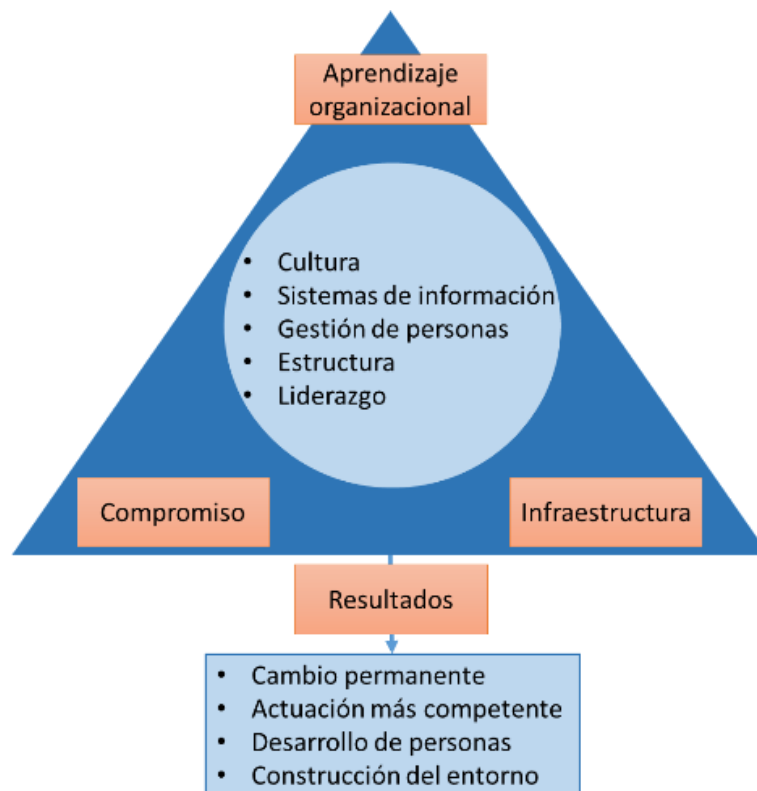 Aprendizaje
organizacional
• Cultura
• Sistemas de información
• Gestión de personas
• Estructura
• Liderazgo
Compromiso
Infraestructura
Resultados
• Cambio permanente
• Actuación más competente
• Desarrollo de personas
• Construcción del entorno